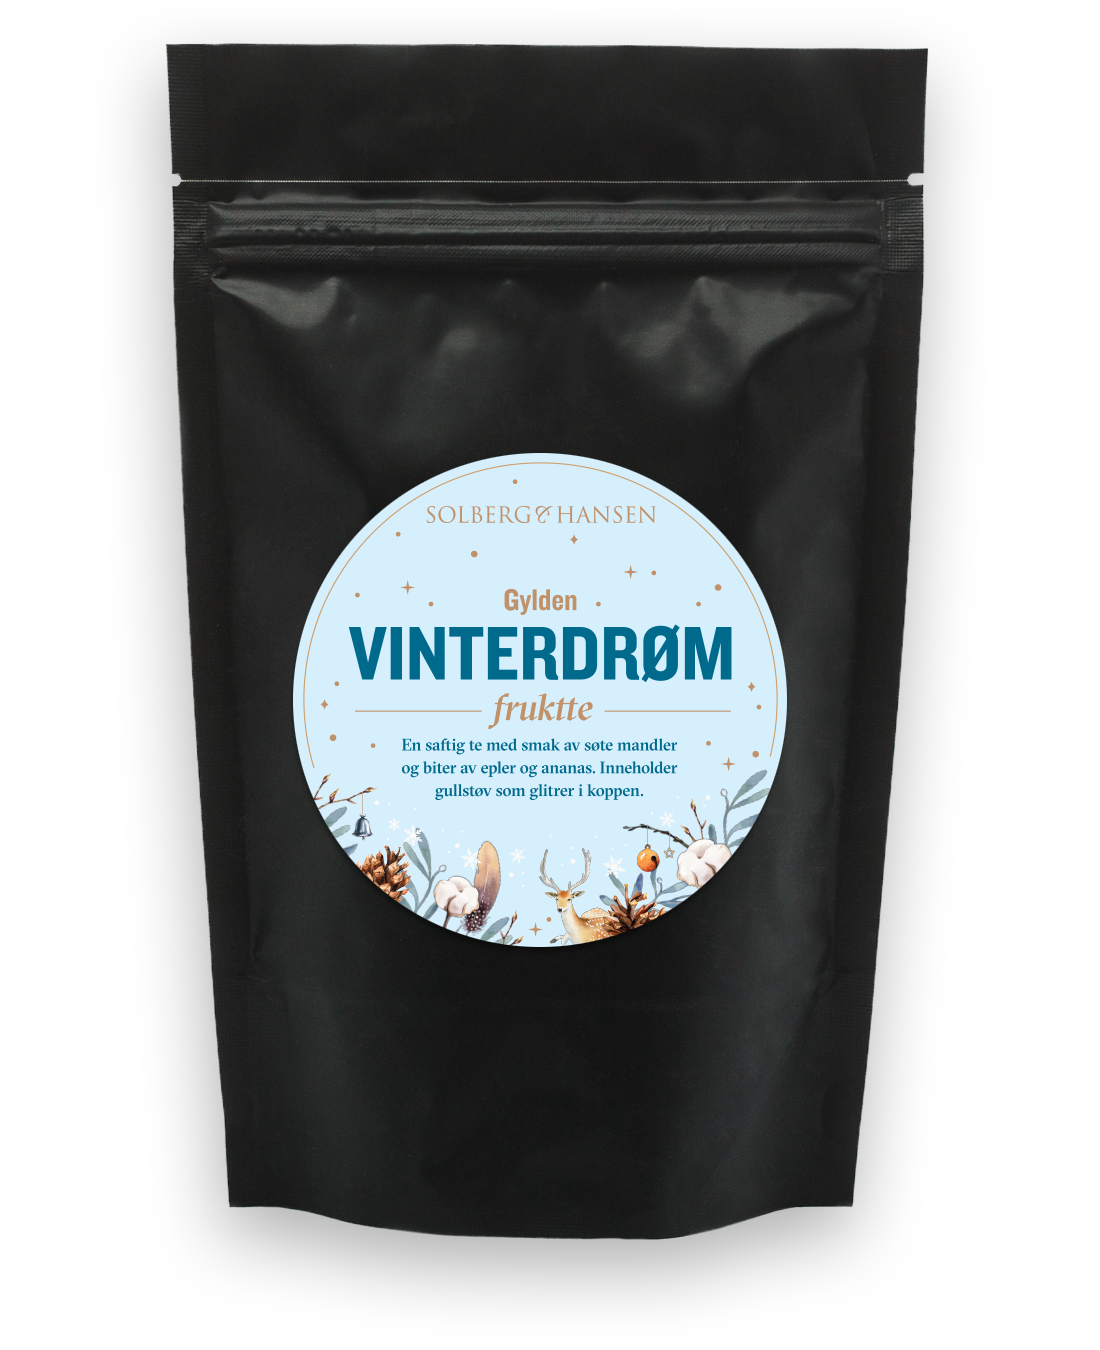 SOLBERG & HANSEN
Gylden
VINTERDRØM
fruktte
En saftig te med smak av søte mandler
og biter av epler og ananas. Inneholder
gullstøv som glitrer i koppen.